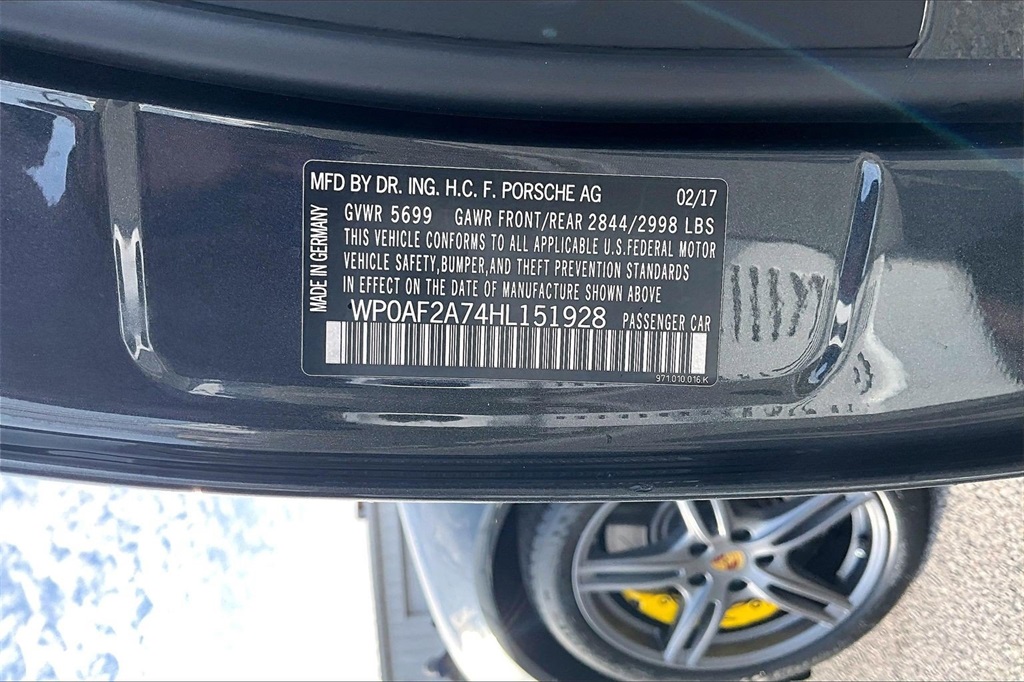 MFD BY DR. ING. H.C. F. PORSCHE AG 02/17
GVWR 5699 GAWR FRONT/REAR 2844/2998 LBS
THIS VEHICLE CONFORMS TO ALL APPLICABLE U.S.FEDERAL MOTOR
VEHICLE SAFETY,BUMPER,AND THEFT PREVENTION STANDARDS
IN EFFECT ON THE DATE OF MANUFACTURE SHOWN ABOVE
WP0AF2A74HL151928 PASSENGER CAR
971.010.016.K
MADE IN GERMANY